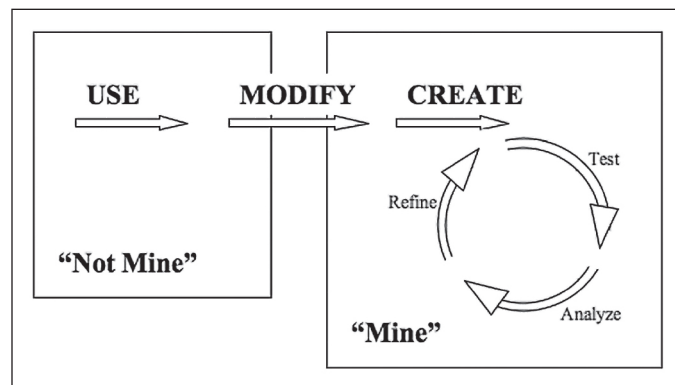 USE
MODIFY
CREATE
Test
Refine
“Not Mine”
Analyze
“Mine”